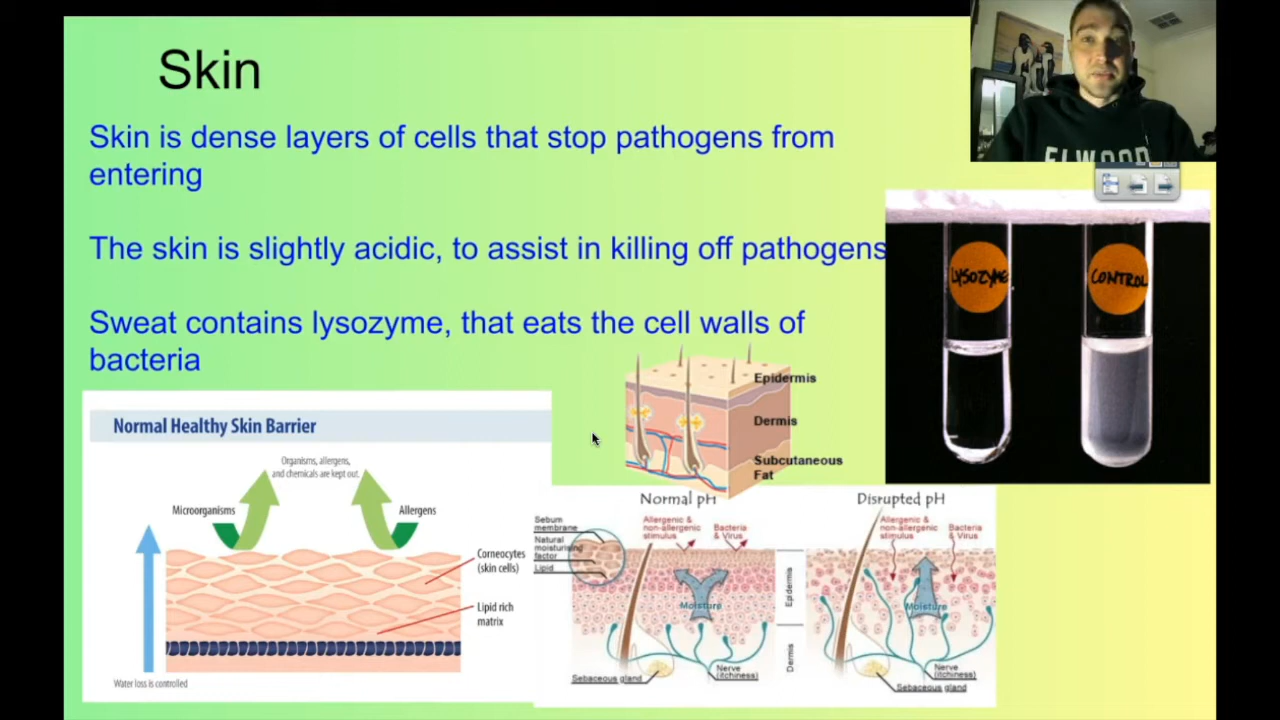 Skin
Skin is dense layers of cells that stop pathogens from
entering
The skin is slightly acidic, to assist in killing off pathogens
Sweat contains lysozyme, that eats the cell walls of
bacteria
ELWOOD
LYSOZYME
CONTROL
Epidermis
Dermis
Subcutaneous
Fat
Normal Healthy Skin Barrier
Organisms, allergens,
and chemicals are kept out.
Microorganisms
Allergens
Corneocytes
(skin cells)
Lipid rich
matrix
Water loss is controlled
Normal pH
Sebum
membrane
Natural
moisturising
factor
Lipid
Allergenic &
non-allergenic
stimulus
Bacteria
& Virus
Moisture
Sebaceous gland
Nerve
(itchiness)
Epidermis
Dermis
Disrupted pH
Allergenic &
non-allergenic
stimulus
Bacteria
& Virus
Moisture
Nerve
(itchiness)
Sebaceous gland